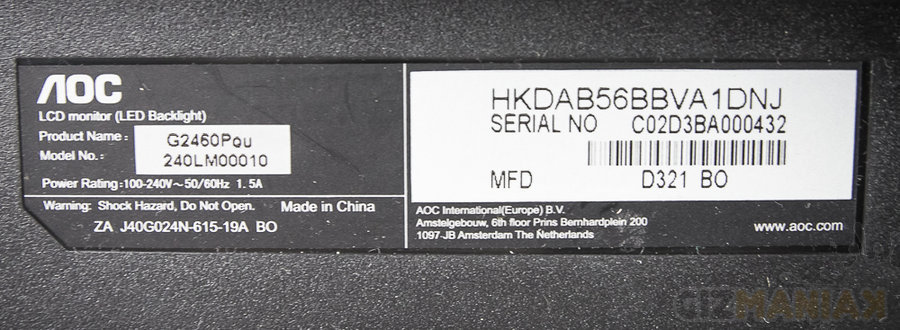 AOC
LCD monitor (LED Backlight)
Product Name : G2460Pqu
Model No.: 240LM00010
Power Rating:100-240V~50/60Hz 1.5A
Warning: Shock Hazard, Do Not Open. Made in China
ZA J40G024N-615-19A BO
HKDAB56BBVA1DNJ
SERIAL NO C02D3BA000432
MFD D321 BO
AOC International(Europe) B.V.
Amstelgebouw, 6th floor Prins Bernhardplein 200
1097-JB Amsterdam The Netherlands
www.aoc.com
GIZMANIAK